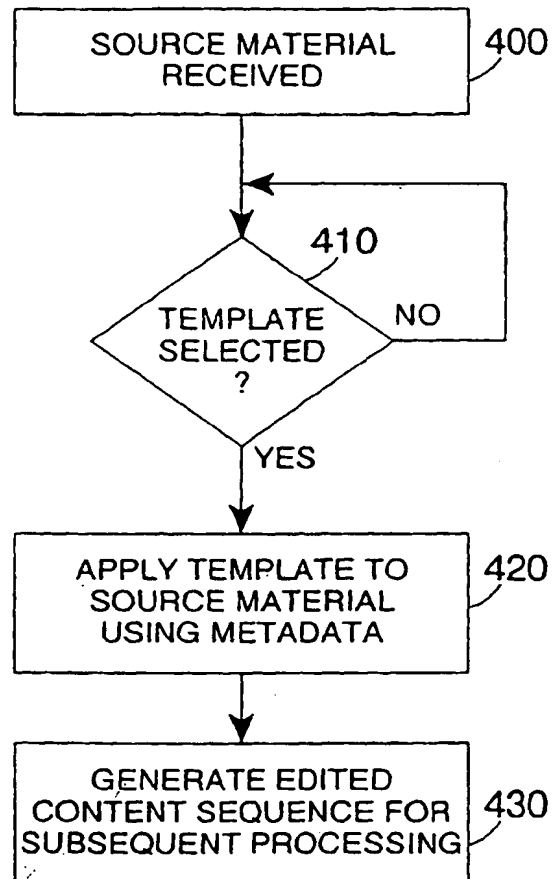 SOURCE MATERIAL
RECEIVED
400
410
TEMPLATE
SELECTED
?
NO
YES
APPLY TEMPLATE TO
SOURCE MATERIAL
USING METADATA
420
GENERATE EDITED
CONTENT SEQUENCE FOR
SUBSEQUENT PROCESSING
430